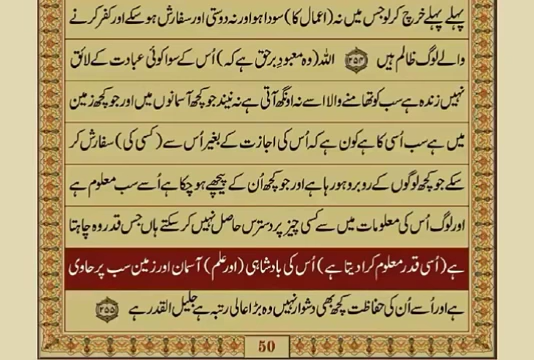 پہلے پہلے خرچ کر لو جس میں نہ (اعمال کا) سودا ہو اور نہ دوستی اور سفارش ہو سکے اور کفر کرنے
والے لوگ ظالم ہیں ﴿۲۵۴﴾ اللہ (وہ معبود برحق ہے کہ) اُس کے سوا کوئی عبادت کے لائق
نہیں زندہ ہے سب کو تھامنے والا اسے نہ اونگھ آتی ہے نہ نیند جو کچھ آسمانوں میں اور جو کچھ زمین
میں ہے سب اُسی کا ہے کون ہے کہ اُس کی اجازت کے بغیر اُس سے (کسی کی) سفارش کر
سکے جو کچھ لوگوں کے روبرو ہو رہا ہے اور جو کچھ اُن کے پیچھے ہو چکا ہے اُسے سب معلوم ہے
اور لوگ اُس کی معلومات میں سے کسی چیز پر دسترس حاصل نہیں کر سکتے ہاں جس قدر وہ چاہتا
ہے (اُسی قدر معلوم کرا دیتا ہے) اُس کی بادشاہی (اور علم) آسمان اور زمین سب پر حاوی
ہے اور اُسے اُن کی حفاظت کچھ بھی دشوار نہیں وہ بڑا عالی رتبہ ہے جلیل القدر ہے ﴿۲۵۵﴾
50